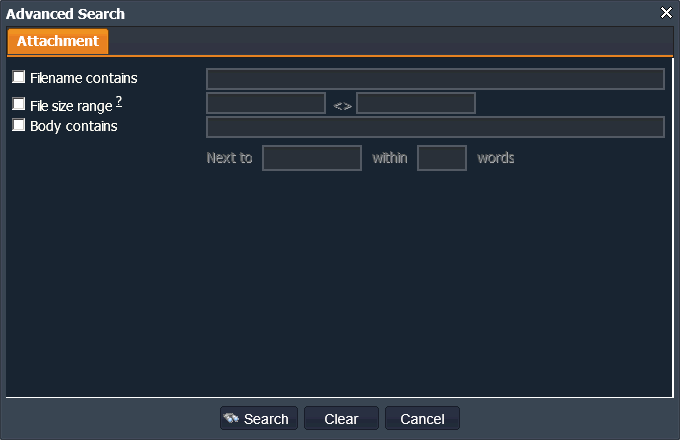 Advanced Search
Attachment
Filename contains
File size range ? <>
Body contains
Next to within words
Search Clear Cancel